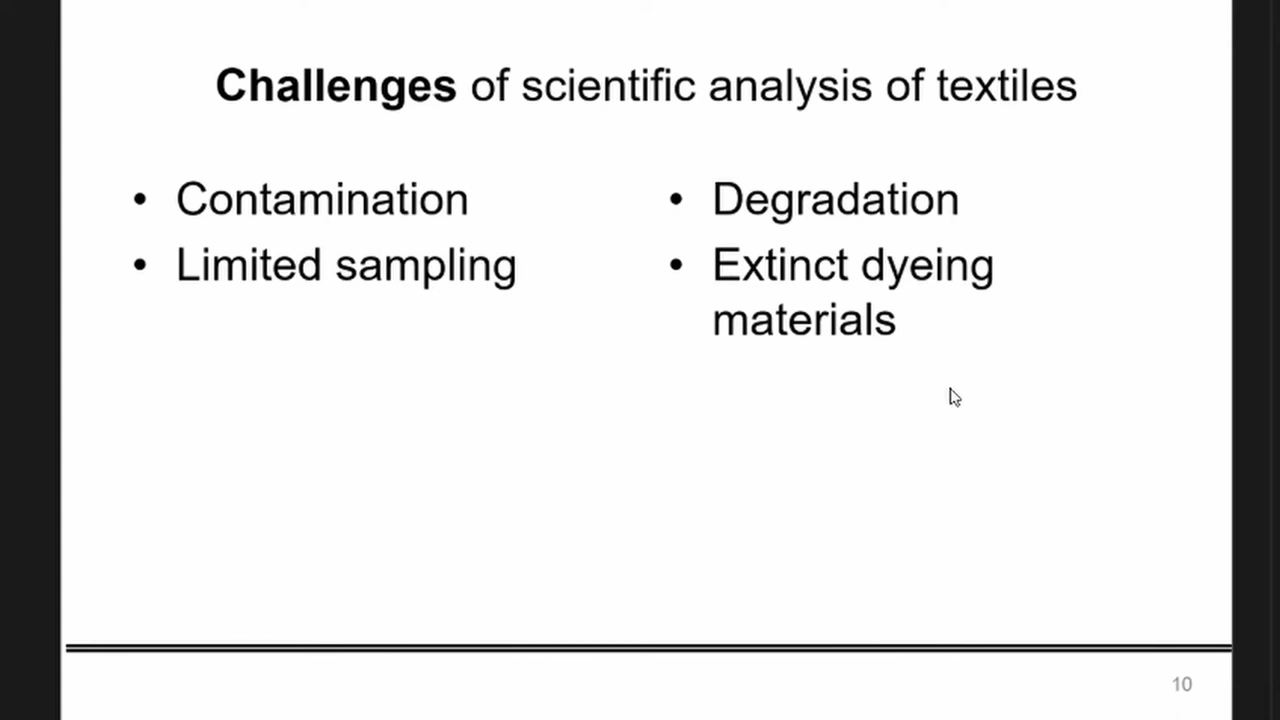 Challenges of scientific analysis of textiles
• Contamination
• Limited sampling
• Degradation
• Extinct dyeing
materials
10